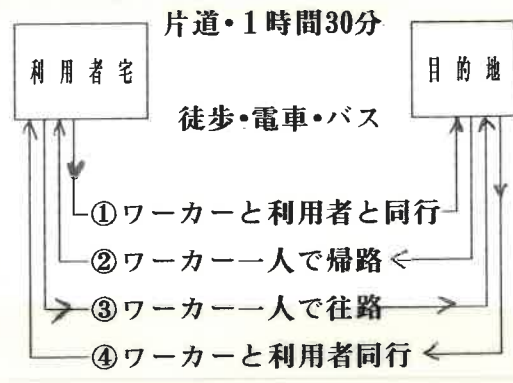 片道・1時間30分
利用者宅
目的地
徒歩・電車・バス
①ワーカーと利用者と同行
②ワーカー一人で帰路
③ワーカー一人で往路
④ワーカーと利用者同行